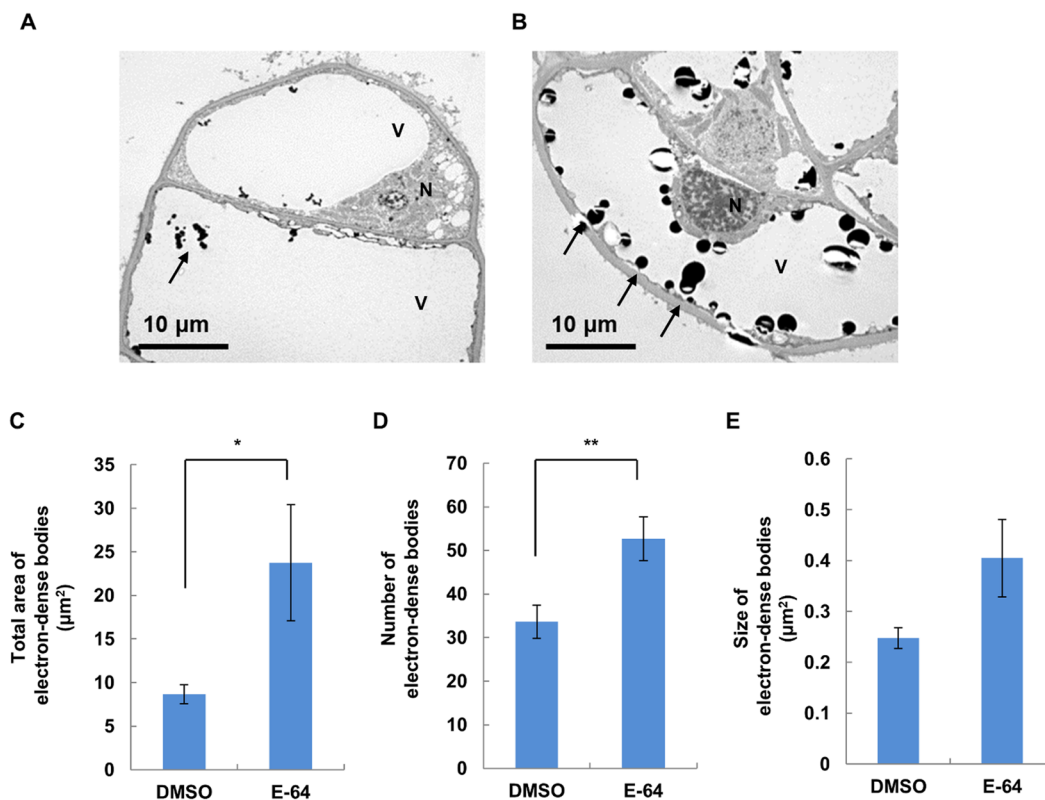 A
B
V
N
V
10 µm
N
V
10 µm
C
D
E
Total area of
electron-dense bodies
(µm²)
35
30
25
20
15
10
5
0
*
DMSO
E-64
Number of
electron-dense bodies
70
60
50
40
30
20
10
0
**
DMSO
E-64
Size of
electron-dense bodies
(µm²)
0.6
0.5
0.4
0.3
0.2
0.1
0
DMSO
E-64